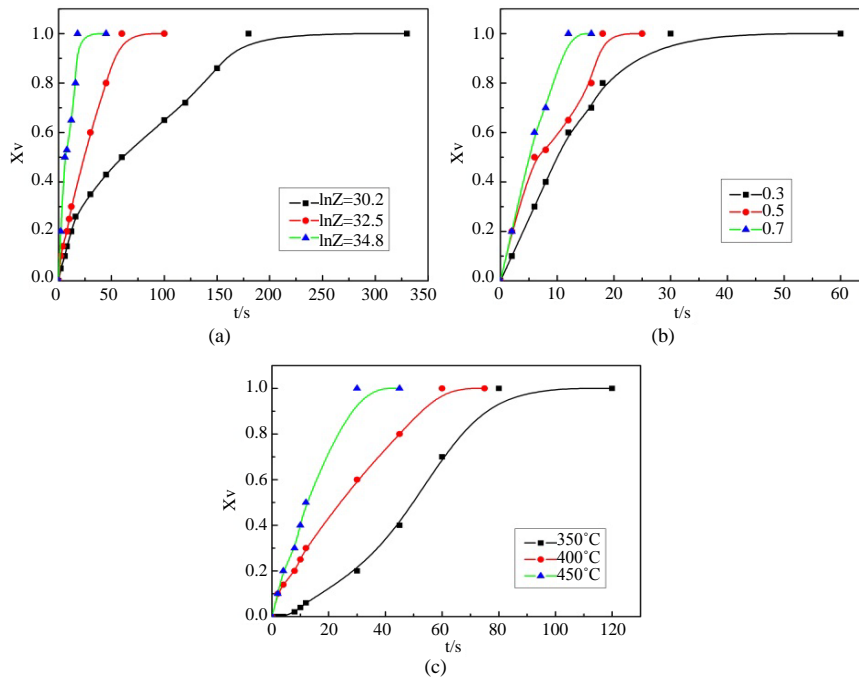 1.0
0.8
0.6
0.4
0.2
0.0
Xv
0 50 100 150 200 250 300 350
t/s
lnZ=30.2
lnZ=32.5
lnZ=34.8
(a)
1.0
0.8
0.6
0.4
0.2
0.0
Xv
0 10 20 30 40 50 60
t/s
0.3
0.5
0.7
(b)
1.0
0.8
0.6
0.4
0.2
0.0
Xv
0 20 40 60 80 100 120
t/s
350°C
400°C
450°C
(c)